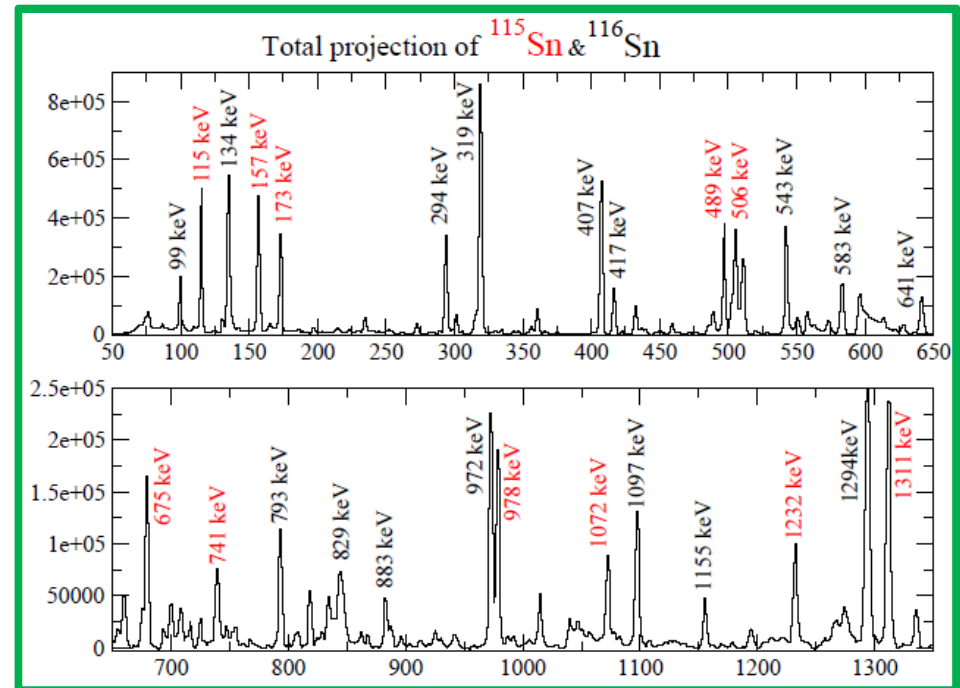 Total projection of ¹¹⁵Sn & ¹¹⁶Sn
8e+05
6e+05
4e+05
2e+05
0
99 keV
115 keV
134 keV
157 keV
173 keV
294 keV
319 keV
407 keV
417 keV
489 keV
506 keV
543 keV
583 keV
641 keV
50 100 150 200 250 300 350 400 450 500 550 600 650
2.5e+05
2e+05
1.5e+05
1e+05
50000
0
675 keV
741 keV
793 keV
829 keV
883 keV
972 keV
978 keV
1072 keV
1097 keV
1155 keV
1232 keV
1294keV
1311 keV
700 800 900 1000 1100 1200 1300